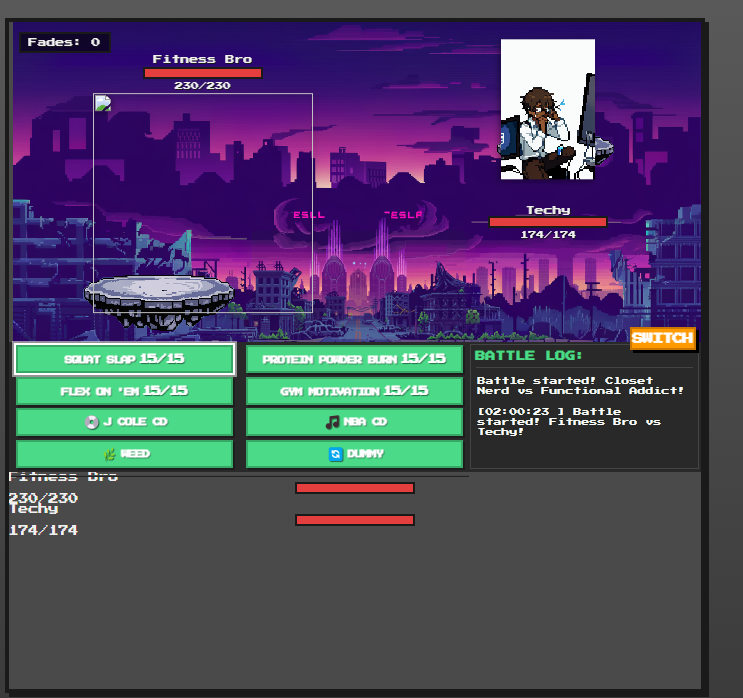 Fades: 0
Fitness Bro
230/230
ESLL
ESLA
Techy
174/174
SWITCH
SQUAT SLAP 15/15
PROTEIN POWDER BURN 15/15
FLEX ON 'EM 15/15
GYM MOTIVATION 15/15
J COLE CD
NBA CD
WEED
DUMMY
BATTLE LOG:
Battle started! Closet
Nerd vs Functional Addict!
[02:00:23 ] Battle
started! Fitness Bro vs
Techy!
Fitness Bro
230/230
Techy
174/174